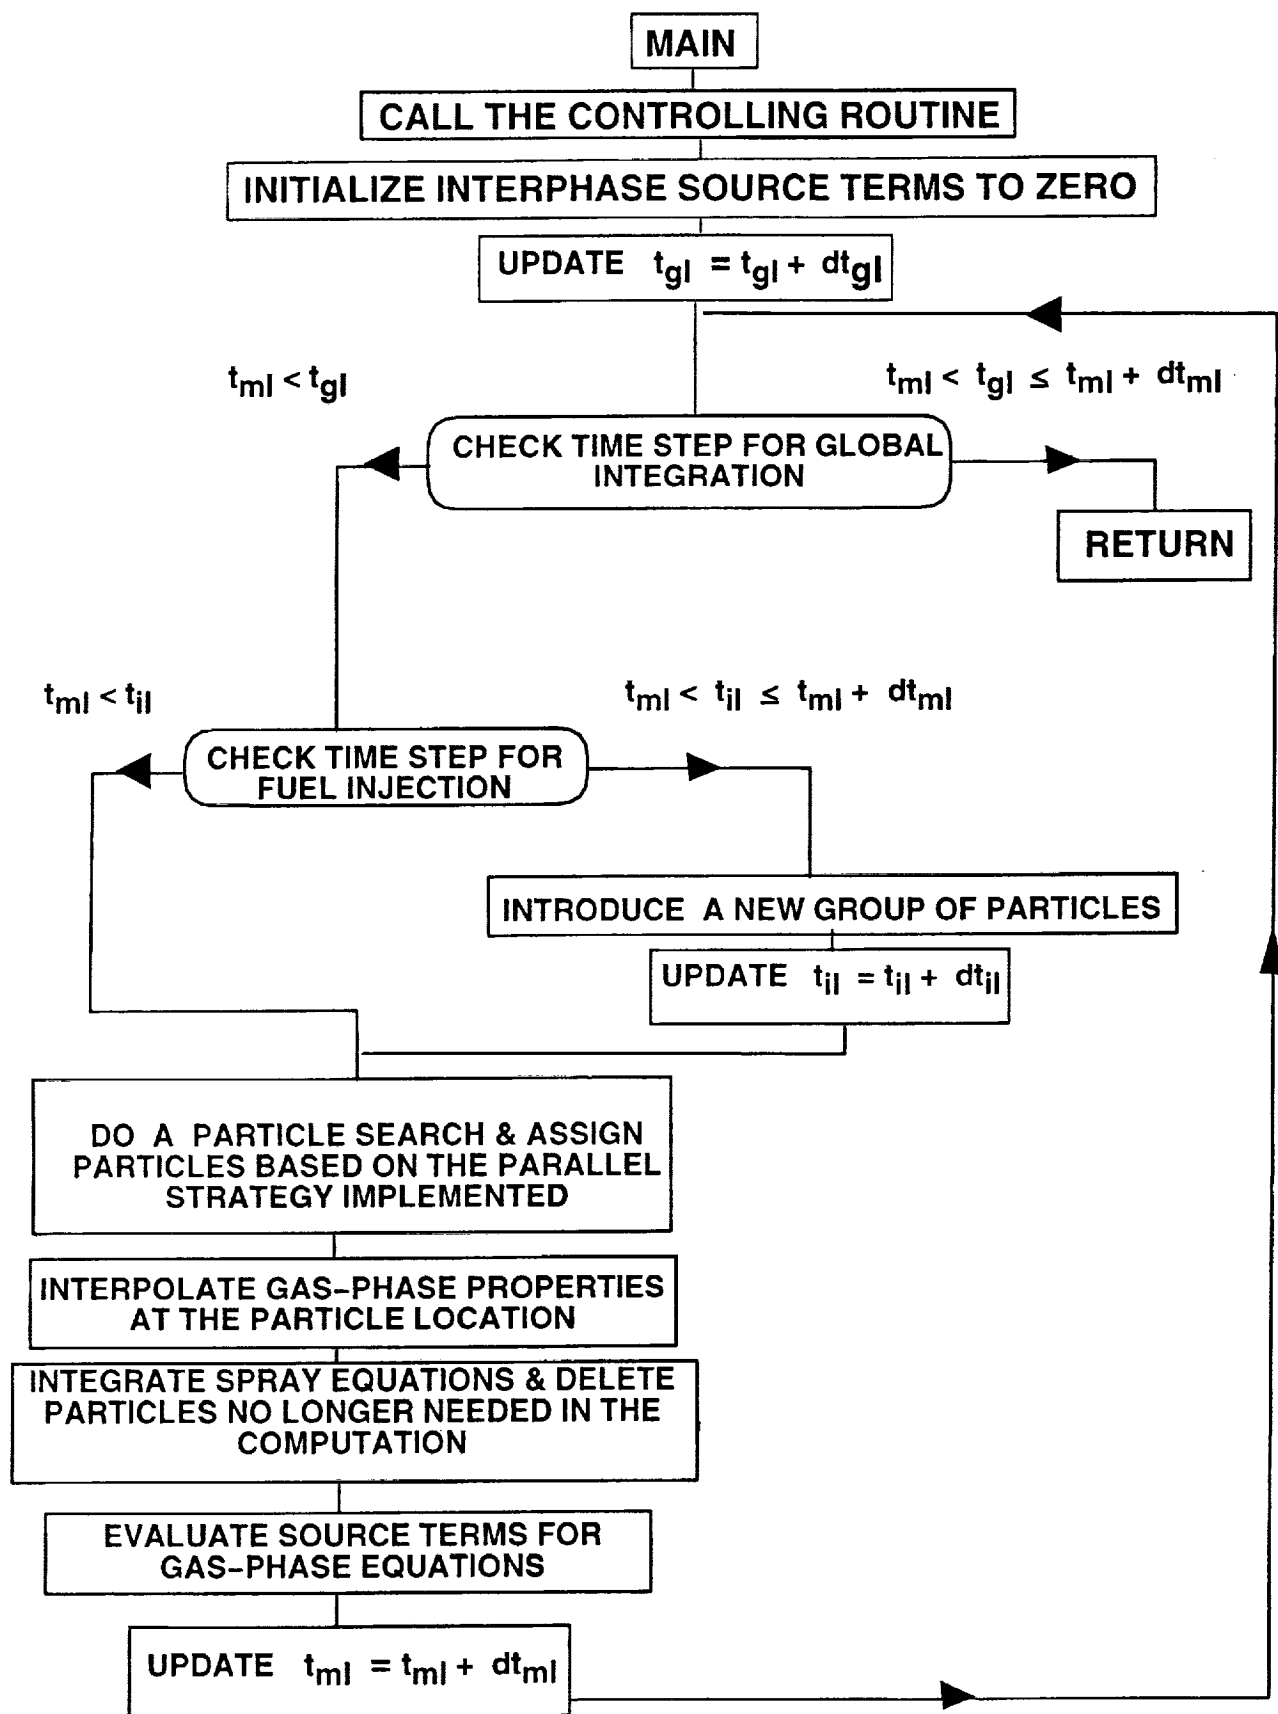 MAIN
CALL THE CONTROLLING ROUTINE
INITIALIZE INTERPHASE SOURCE TERMS TO ZERO
UPDATE t_gl = t_gl + dt_gl
t_ml < t_gl
t_ml < t_gl ≤ t_ml + dt_ml
CHECK TIME STEP FOR GLOBAL
INTEGRATION
RETURN
t_ml < t_il
t_ml < t_il ≤ t_ml + dt_ml
CHECK TIME STEP FOR
FUEL INJECTION
INTRODUCE A NEW GROUP OF PARTICLES
UPDATE t_il = t_il + dt_il
DO A PARTICLE SEARCH & ASSIGN
PARTICLES BASED ON THE PARALLEL
STRATEGY IMPLEMENTED
INTERPOLATE GAS-PHASE PROPERTIES
AT THE PARTICLE LOCATION
INTEGRATE SPRAY EQUATIONS & DELETE
PARTICLES NO LONGER NEEDED IN THE
COMPUTATION
EVALUATE SOURCE TERMS FOR
GAS-PHASE EQUATIONS
UPDATE t_ml = t_ml + dt_ml